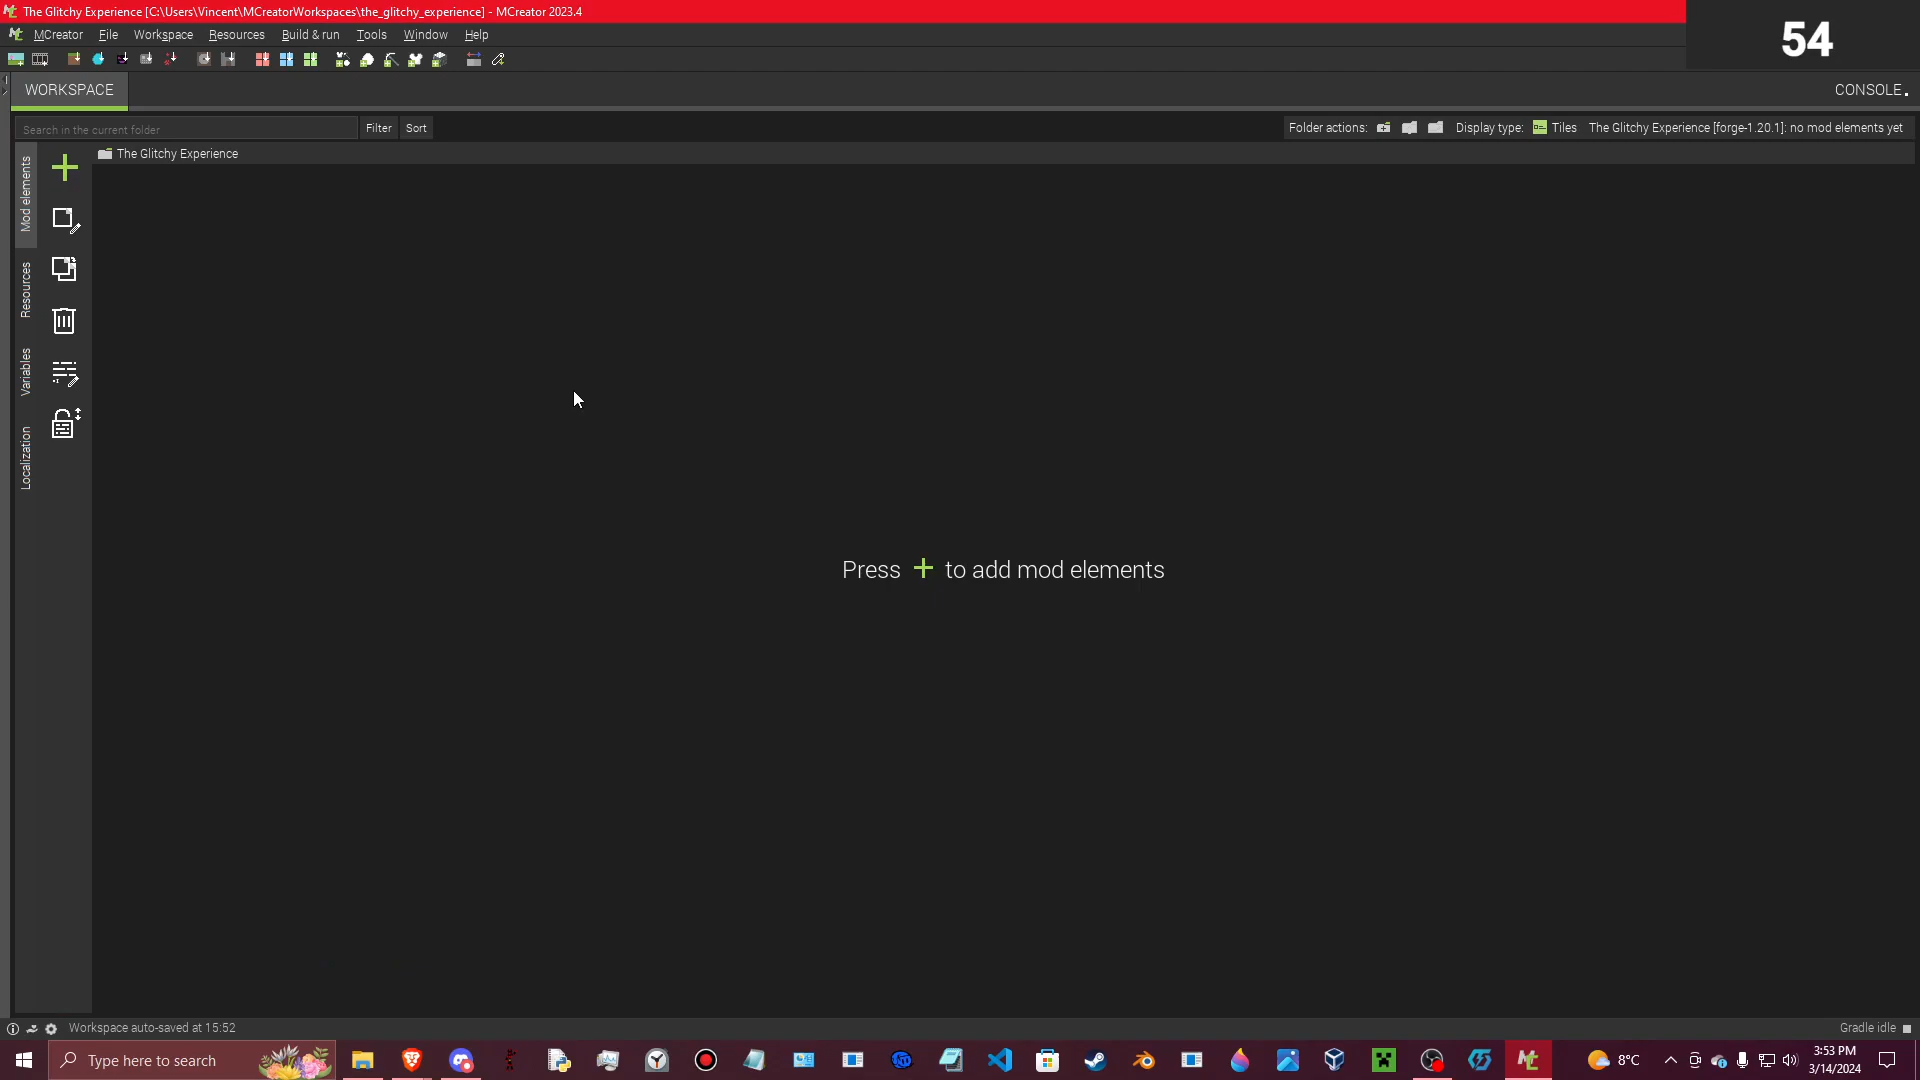 The Glitchy Experience [C:\Users\Vincent\MCreatorWorkspaces\the_glitchy_experience] - MCreator 2023.4
54
MCreator File Workspace Resources Build & run Tools Window Help
WORKSPACE
CONSOLE
Search in the current folder
Filter
Sort
Folder actions:
Display type:
Tiles
The Glitchy Experience [forge-1.20.1]: no mod elements yet
The Glitchy Experience
Mod elements
Resources
Variables
Localization
Press + to add mod elements
Workspace auto-saved at 15:52
Gradle idle
Type here to search
8°C
3:53 PM
3/14/2024